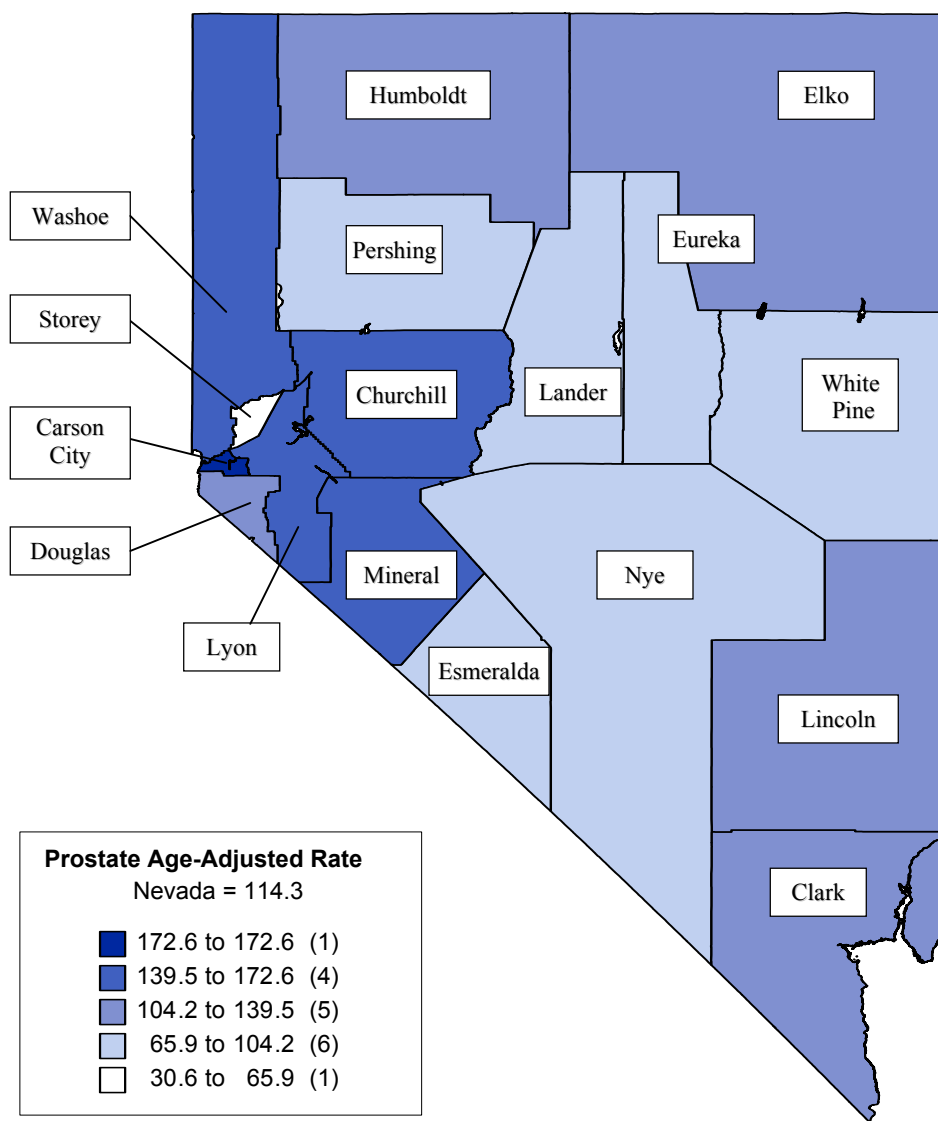 Humboldt
Elko
Washoe
Pershing
Eureka
Storey
Churchill
Lander
White
Pine
Carson
City
Douglas
Mineral
Nye
Lyon
Esmeralda
Lincoln
Clark
Prostate Age-Adjusted Rate
Nevada = 114.3
172.6 to 172.6 (1)
139.5 to 172.6 (4)
104.2 to 139.5 (5)
65.9 to 104.2 (6)
30.6 to 65.9 (1)